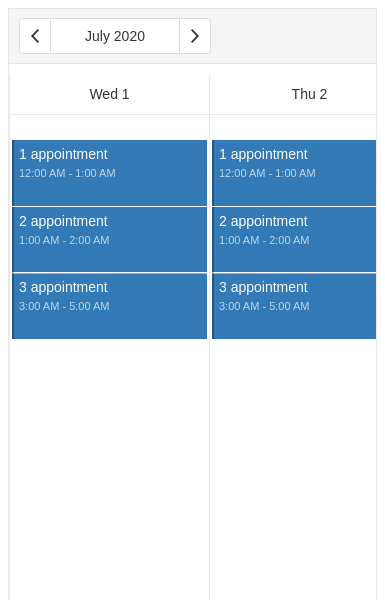 July 2020
Wed 1
Thu 2
1 appointment
12:00 AM - 1:00 AM
2 appointment
1:00 AM - 2:00 AM
3 appointment
3:00 AM - 5:00 AM
1 appointment
12:00 AM - 1:00 AM
2 appointment
1:00 AM - 2:00 AM
3 appointment
3:00 AM - 5:00 AM